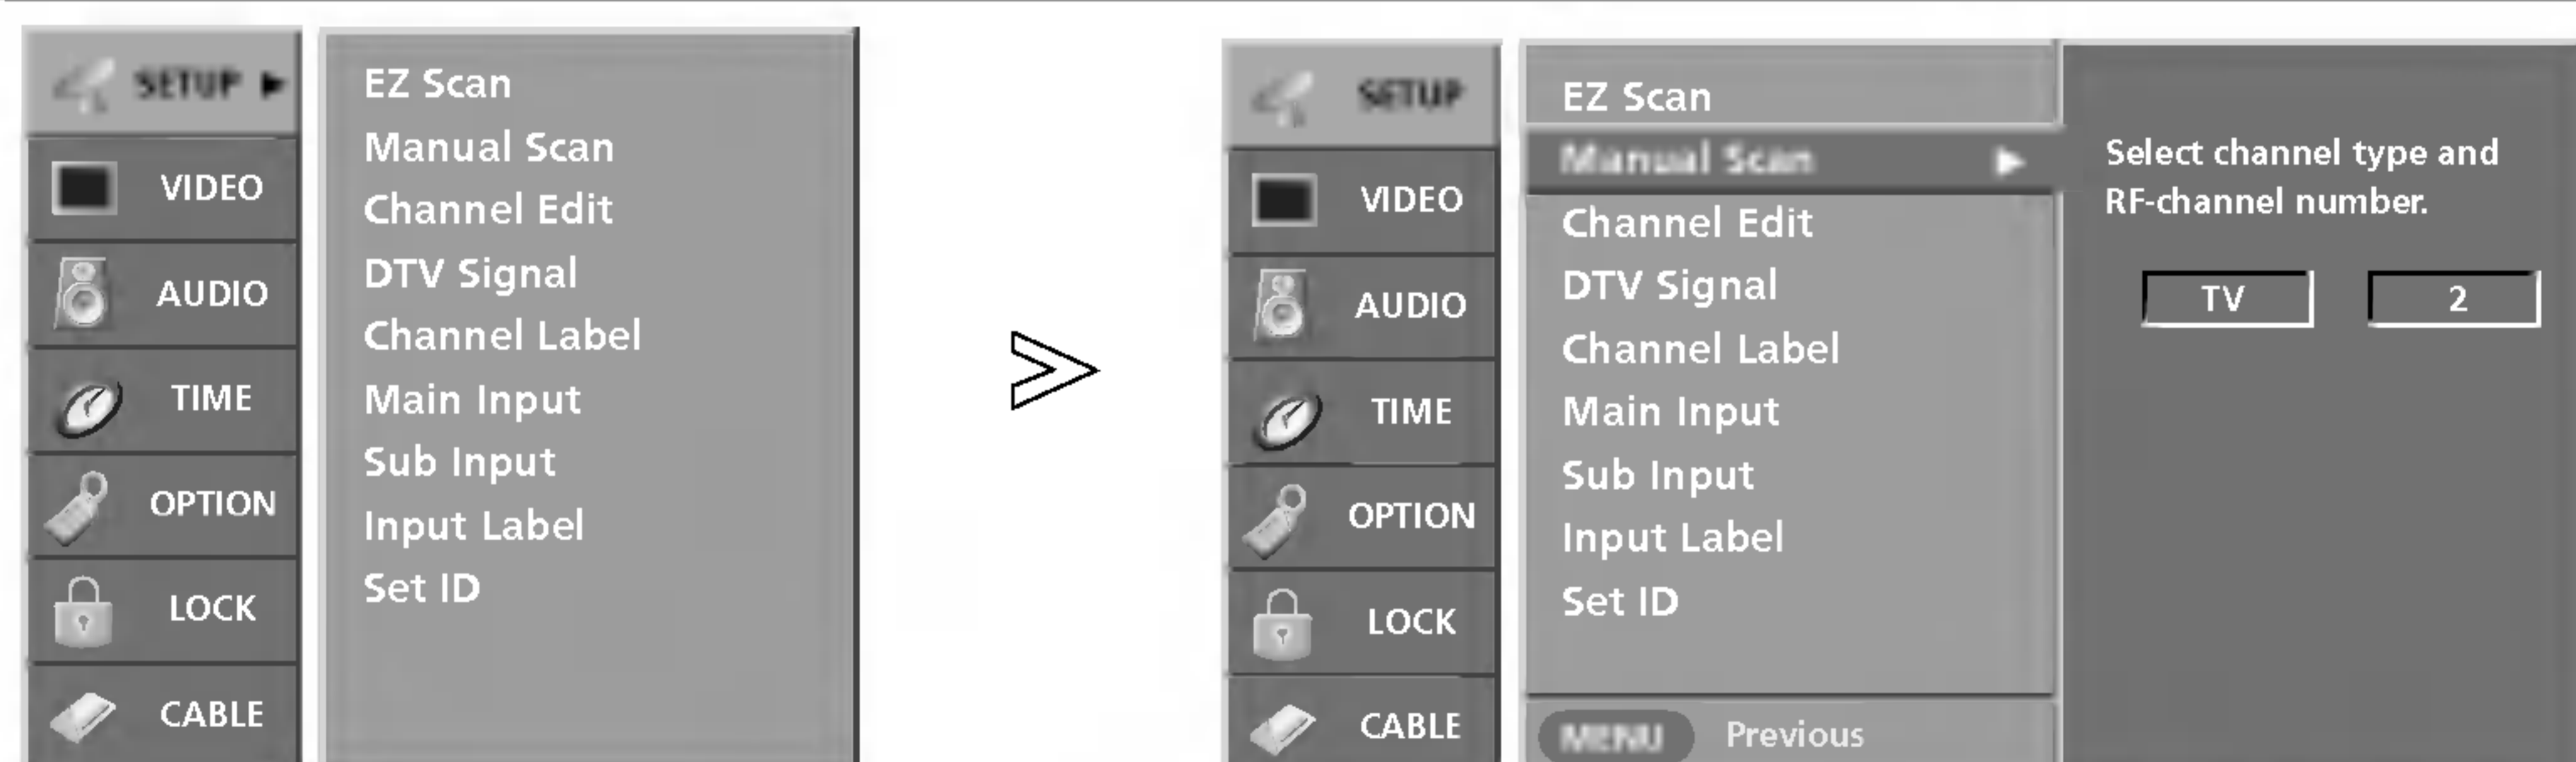 SETUP ▶
VIDEO
AUDIO
TIME
OPTION
LOCK
CABLE
EZ Scan
Manual Scan
Channel Edit
DTV Signal
Channel Label
Main Input
Sub Input
Input Label
Set ID
SETUP
VIDEO
AUDIO
TIME
OPTION
LOCK
CABLE
EZ Scan
Manual Scan ▶
Channel Edit
DTV Signal
Channel Label
Main Input
Sub Input
Input Label
Set ID
MENU Previous
Select channel type and
RF-channel number.
TV 2